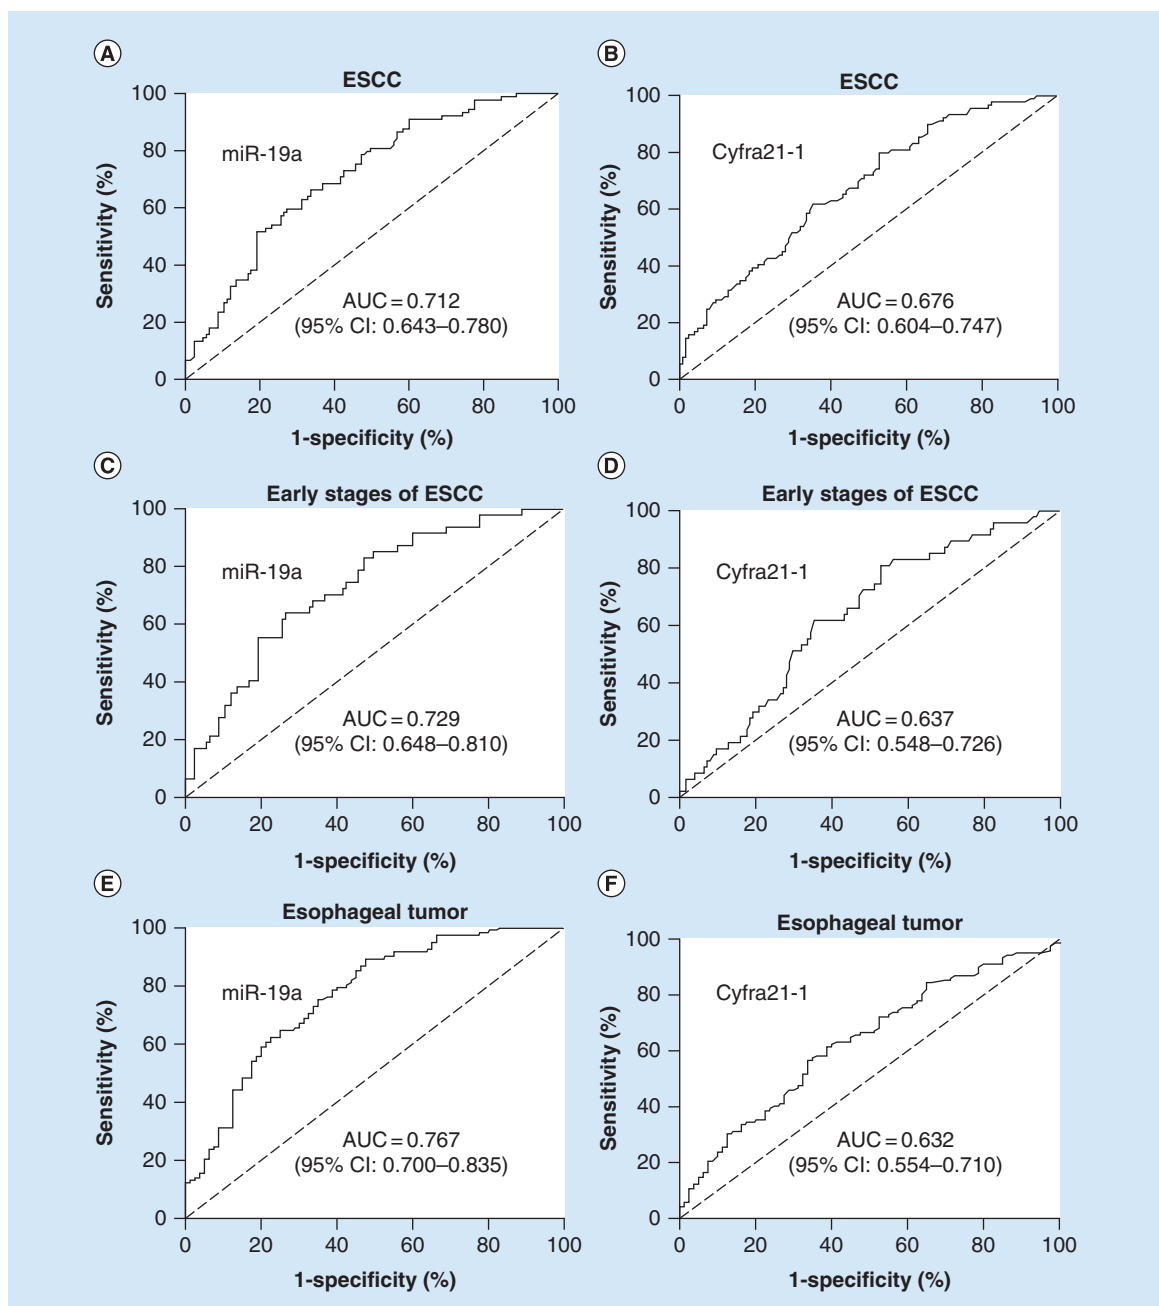 A
ESCC
100
80
60
40
20
0
Sensitivity (%)
miR-19a
AUC = 0.712
(95% CI: 0.643–0.780)
0 20 40 60 80 100
1-specificity (%)
B
ESCC
100
80
60
40
20
0
Sensitivity (%)
Cyfra21-1
AUC = 0.676
(95% CI: 0.604–0.747)
0 20 40 60 80 100
1-specificity (%)
C
Early stages of ESCC
100
80
60
40
20
0
Sensitivity (%)
miR-19a
AUC = 0.729
(95% CI: 0.648–0.810)
0 20 40 60 80 100
1-specificity (%)
D
Early stages of ESCC
100
80
60
40
20
0
Sensitivity (%)
Cyfra21-1
AUC = 0.637
(95% CI: 0.548–0.726)
0 20 40 60 80 100
1-specificity (%)
E
Esophageal tumor
100
80
60
40
20
0
Sensitivity (%)
miR-19a
AUC = 0.767
(95% CI: 0.700–0.835)
0 20 40 60 80 100
1-specificity (%)
F
Esophageal tumor
100
80
60
40
20
0
Sensitivity (%)
Cyfra21-1
AUC = 0.632
(95% CI: 0.554–0.710)
0 20 40 60 80 100
1-specificity (%)